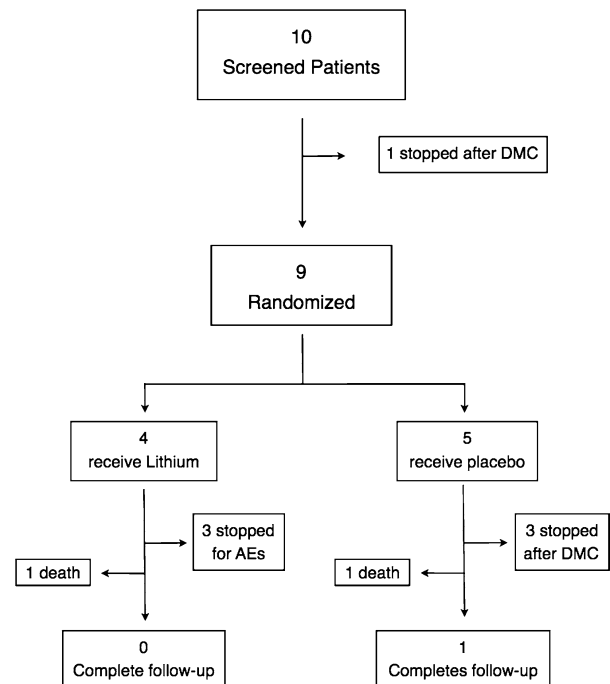 10
Screened Patients
1 stopped after DMC
9
Randomized
4
receive Lithium
5
receive placebo
3 stopped
for AEs
1 death
3 stopped
after DMC
1 death
0
Complete follow-up
1
Completes follow-up